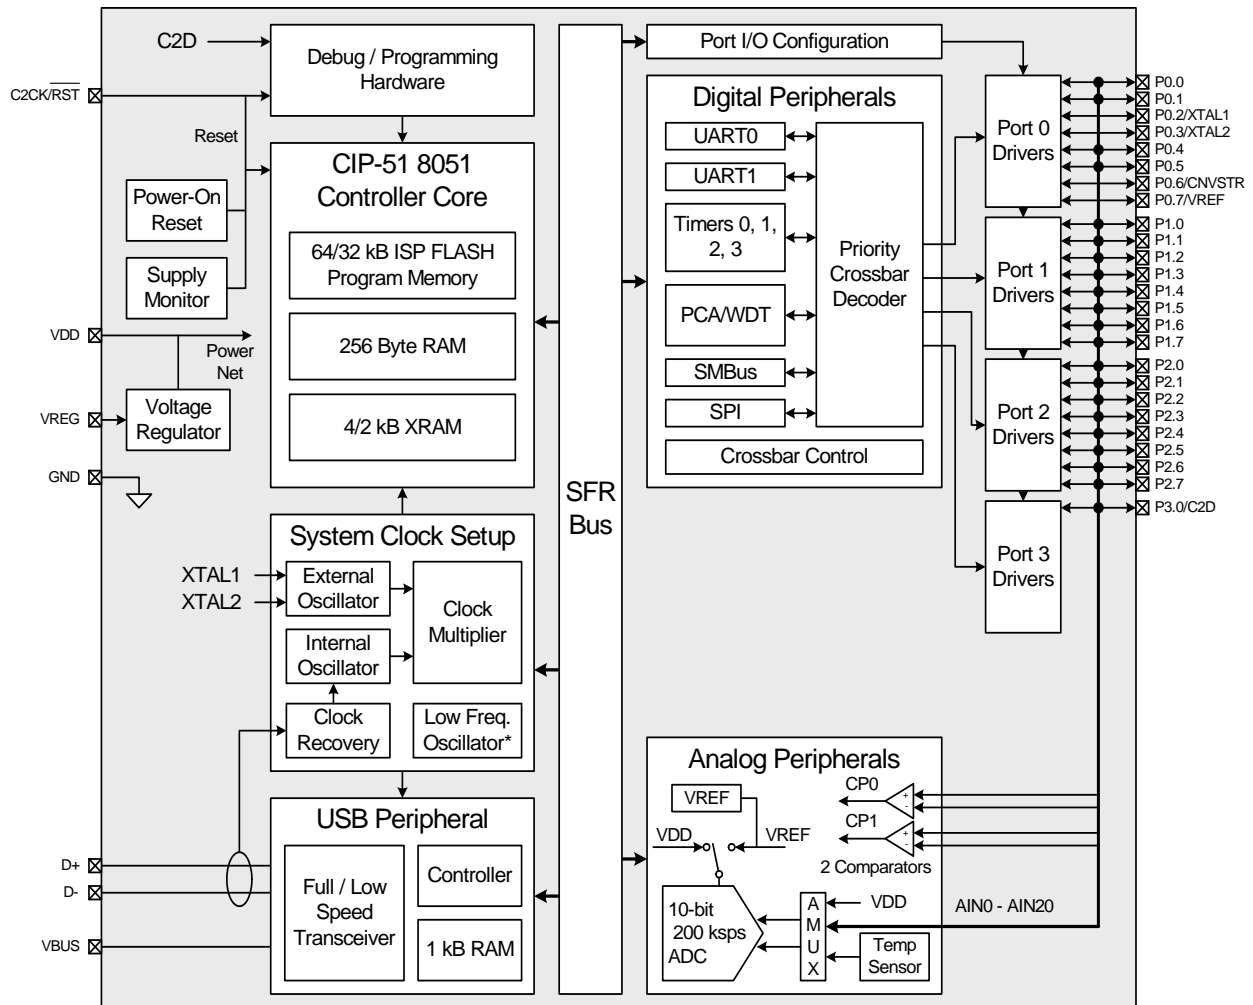 C2D
Debug / Programming
Hardware
C2CK/RST
Reset
Power-On
Reset
Supply
Monitor
VDD
Power
Net
VREG
Voltage
Regulator
GND
CIP-51 8051
Controller Core
64/32 kB ISP FLASH
Program Memory
256 Byte RAM
4/2 kB XRAM
System Clock Setup
XTAL1
XTAL2
External
Oscillator
Internal
Oscillator
Clock
Multiplier
Clock
Recovery
Low Freq.
Oscillator*
USB Peripheral
D+
D-
VBUS
Full / Low
Speed
Transceiver
Controller
1 kB RAM
SFR
Bus
Port I/O Configuration
Digital Peripherals
UART0
UART1
Timers 0, 1,
2, 3
PCA/WDT
SMBus
SPI
Priority
Crossbar
Decoder
Crossbar Control
Port 0
Drivers
Port 1
Drivers
Port 2
Drivers
Port 3
Drivers
P0.0
P0.1
P0.2/XTAL1
P0.3/XTAL2
P0.4
P0.5
P0.6/CNVSTR
P0.7/VREF
P1.0
P1.1
P1.2
P1.3
P1.4
P1.5
P1.6
P1.7
P2.0
P2.1
P2.2
P2.3
P2.4
P2.5
P2.6
P2.7
P3.0/C2D
Analog Peripherals
VREF
VDD
VREF
CP0
+
-
CP1
+
-
2 Comparators
10-bit
200 ksps
ADC
A
M
U
X
VDD
AIN0 - AIN20
Temp
Sensor